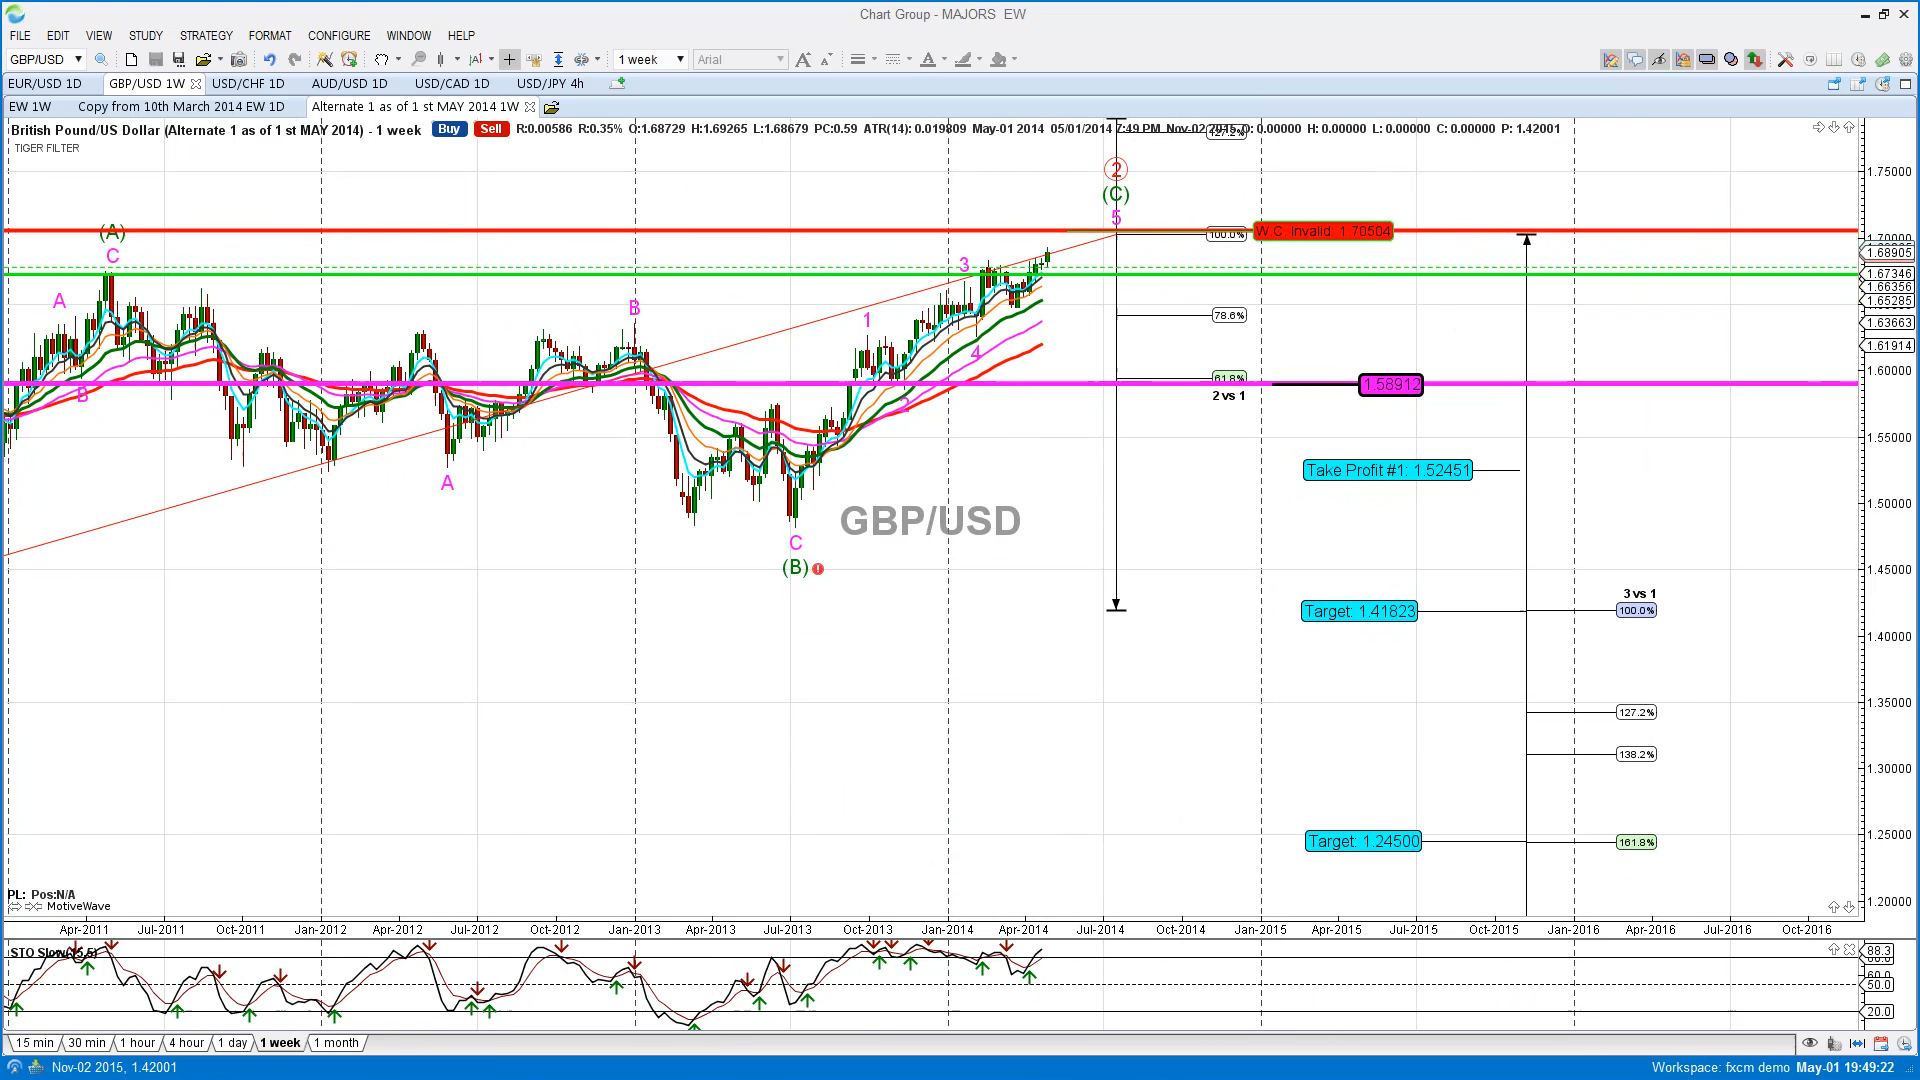 Chart Group - MAJORS EW
FILE EDIT VIEW STUDY STRATEGY FORMAT CONFIGURE WINDOW HELP
GBP/USD 1 week Arial
EUR/USD 1D GBP/USD 1W USD/CHF 1D AUD/USD 1D USD/CAD 1D USD/JPY 4h
EW 1W Copy from 10th March 2014 EW 1D Alternate 1 as of 1 st MAY 2014 1W
British Pound/US Dollar (Alternate 1 as of 1 st MAY 2014) - 1 week Buy Sell R:0.00586 R:0.35% O:1.68729 H:1.69265 L:1.68679 PC:0.59 ATR(14): 0.019809 May-01 2014 05/01/2014 7:49 PM Nov-02 2015 O: 0.00000 H: 0.00000 L: 0.00000 C: 0.00000 P: 1.42001
127.2%
TIGER FILTER
2
(C)
5
1.75000
(A)
C
100.0%
W.C. Invalid: 1.70504
1.70000
1.68905
3
1.67346
1.66356
A
1.65285
B
78.6%
1
1.63663
4
1.61914
B
61.8%
1.58912
1.60000
2 vs 1
2
1.55000
Take Profit #1: 1.52451
A
1.50000
GBP/USD
C
(B)
1.45000
3 vs 1
Target: 1.41823
100.0%
1.40000
127.2%
1.35000
138.2%
1.30000
Target: 1.24500
161.8%
1.25000
PL: Pos:N/A
MotiveWave
1.20000
Apr-2011 Jul-2011 Oct-2011 Jan-2012 Apr-2012 Jul-2012 Oct-2012 Jan-2013 Apr-2013 Jul-2013 Oct-2013 Jan-2014 Apr-2014 Jul-2014 Oct-2014 Jan-2015 Apr-2015 Jul-2015 Oct-2015 Jan-2016 Apr-2016 Jul-2016 Oct-2016
88.3
80.0
60.0
50.0
20.0
15 min 30 min 1 hour 4 hour 1 day 1 week 1 month
Nov-02 2015, 1.42001 Workspace: fxcm demo May-01 19:49:22